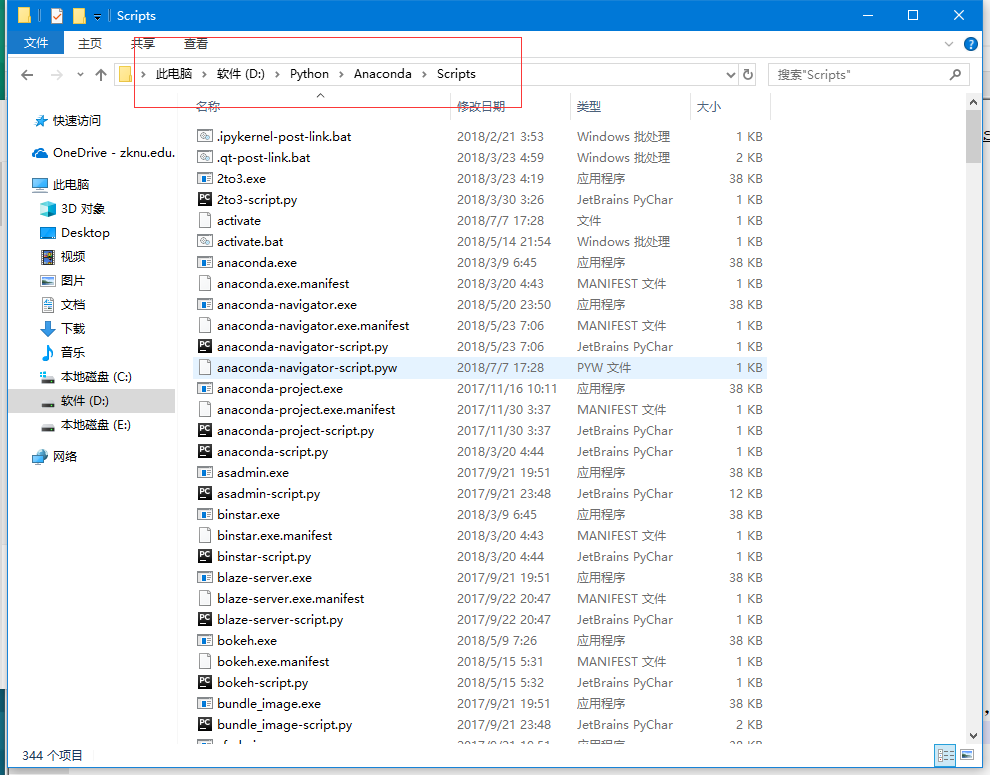 Scripts
文件 主页 共享 查看
此电脑 软件 (D:) Python Anaconda Scripts 搜索"Scripts"
名称 修改日期 类型 大小
快速访问
OneDrive - zknu.edu.
此电脑
3D 对象
Desktop
视频
图片
文档
下载
音乐
本地磁盘 (C:)
软件 (D:)
本地磁盘 (E:)
网络
.ipykernel-post-link.bat 2018/2/21 3:53 Windows 批处理 1 KB
.qt-post-link.bat 2018/3/23 4:59 Windows 批处理 2 KB
2to3.exe 2018/3/23 4:19 应用程序 38 KB
2to3-script.py 2018/3/30 3:26 JetBrains PyChar 1 KB
activate 2018/7/7 17:28 文件 1 KB
activate.bat 2018/5/14 21:54 Windows 批处理 1 KB
anaconda.exe 2018/3/9 6:45 应用程序 38 KB
anaconda.exe.manifest 2018/3/20 4:43 MANIFEST 文件 1 KB
anaconda-navigator.exe 2018/5/20 23:50 应用程序 38 KB
anaconda-navigator.exe.manifest 2018/5/23 7:06 MANIFEST 文件 1 KB
anaconda-navigator-script.py 2018/5/23 7:06 JetBrains PyChar 1 KB
anaconda-navigator-script.pyw 2018/7/7 17:28 PYW 文件 1 KB
anaconda-project.exe 2017/11/16 10:11 应用程序 38 KB
anaconda-project.exe.manifest 2017/11/30 3:37 MANIFEST 文件 1 KB
anaconda-project-script.py 2017/11/30 3:37 JetBrains PyChar 1 KB
anaconda-script.py 2018/3/20 4:44 JetBrains PyChar 1 KB
asadmin.exe 2017/9/21 19:51 应用程序 38 KB
asadmin-script.py 2017/9/21 23:48 JetBrains PyChar 12 KB
binstar.exe 2018/3/9 6:45 应用程序 38 KB
binstar.exe.manifest 2018/3/20 4:43 MANIFEST 文件 1 KB
binstar-script.py 2018/3/20 4:44 JetBrains PyChar 1 KB
blaze-server.exe 2017/9/21 19:51 应用程序 38 KB
blaze-server.exe.manifest 2017/9/22 20:47 MANIFEST 文件 1 KB
blaze-server-script.py 2017/9/22 20:47 JetBrains PyChar 1 KB
bokeh.exe 2018/5/9 7:26 应用程序 38 KB
bokeh.exe.manifest 2018/5/15 5:31 MANIFEST 文件 1 KB
bokeh-script.py 2018/5/15 5:32 JetBrains PyChar 1 KB
bundle_image.exe 2017/9/21 19:51 应用程序 38 KB
bundle_image-script.py 2017/9/21 23:48 JetBrains PyChar 2 KB
344 个项目